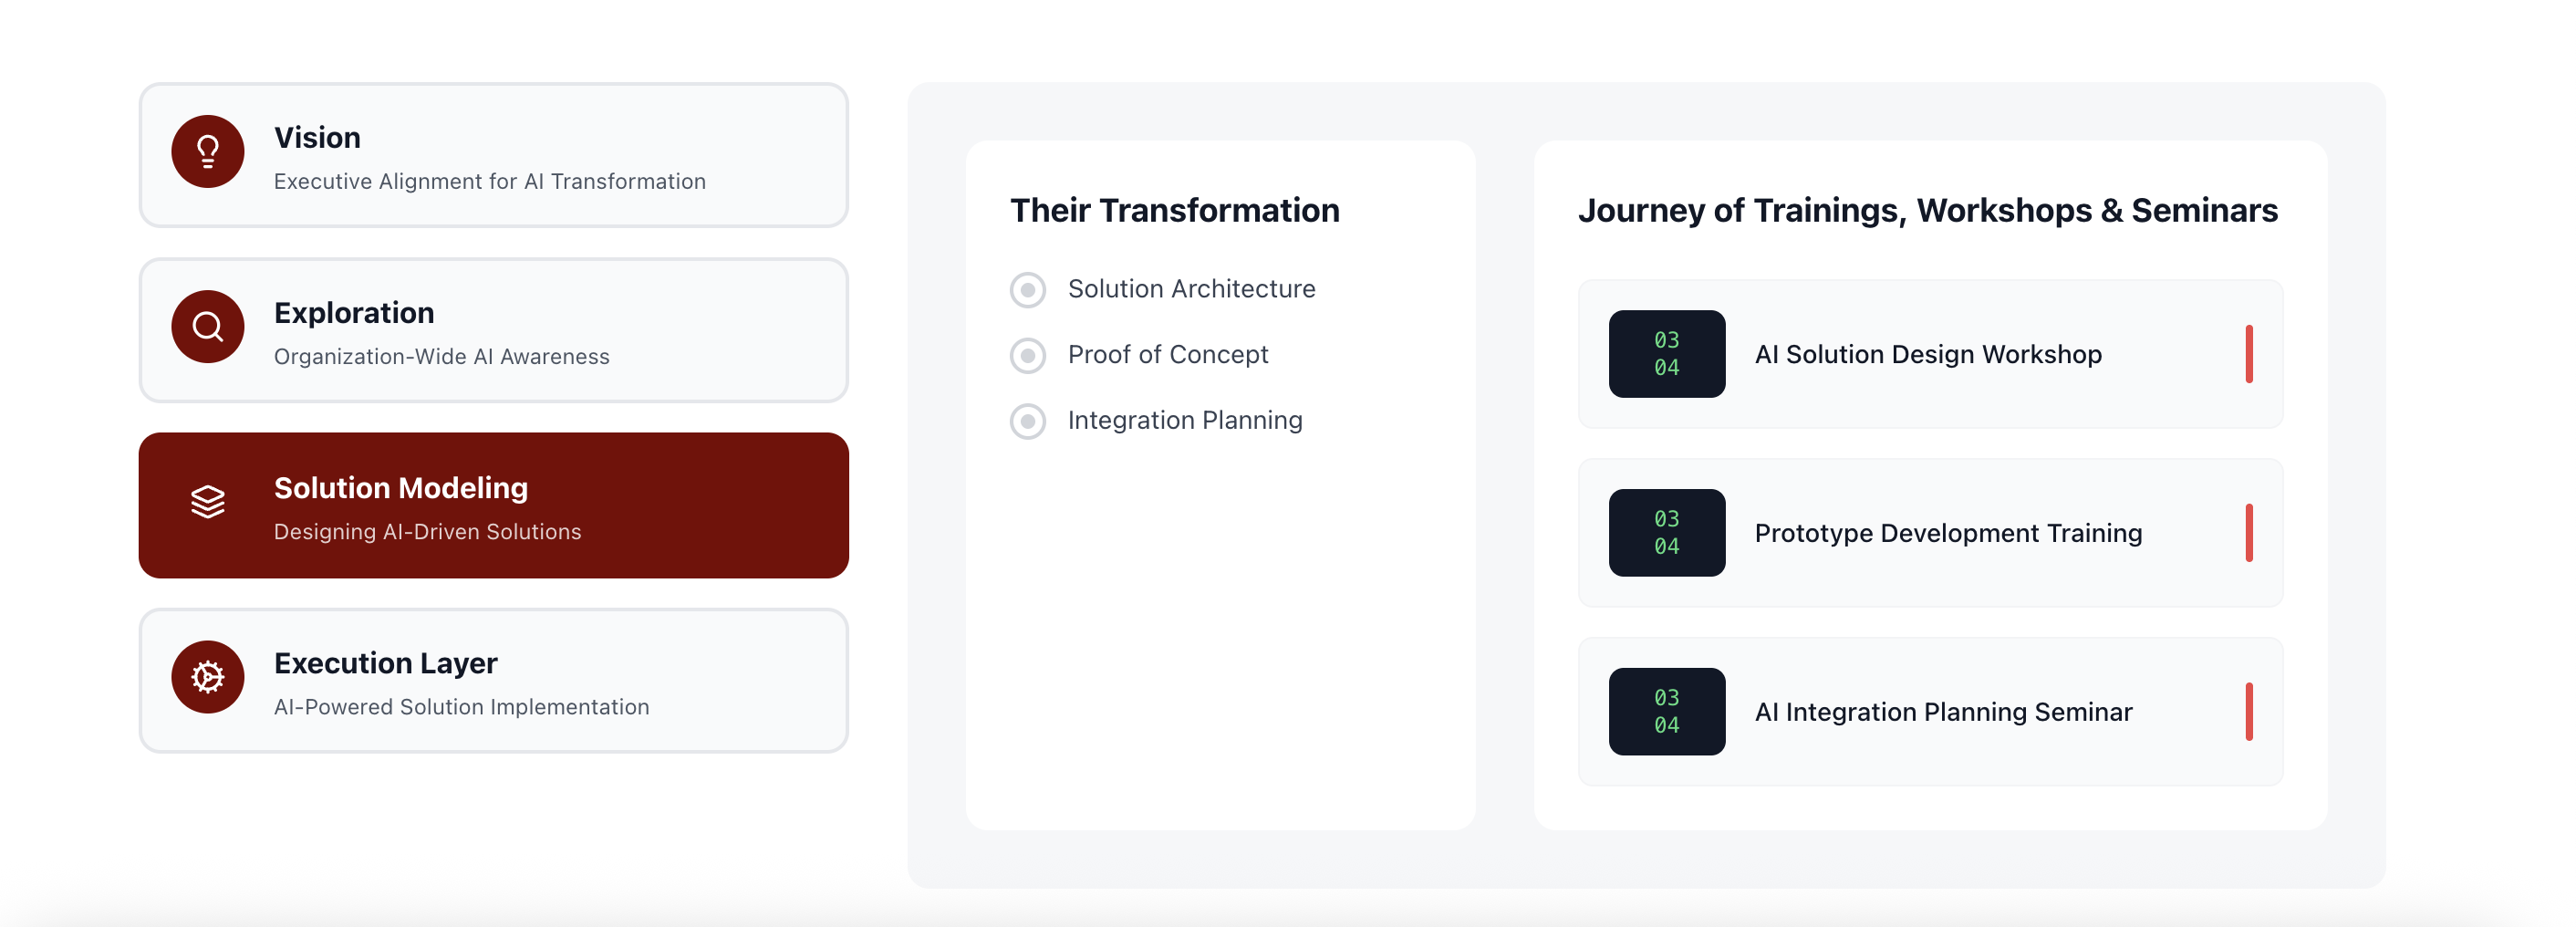 Vision
Executive Alignment for AI Transformation
Exploration
Organization-Wide AI Awareness
Solution Modeling
Designing AI-Driven Solutions
Execution Layer
AI-Powered Solution Implementation
Their Transformation
Solution Architecture
Proof of Concept
Integration Planning
Journey of Trainings, Workshops & Seminars
03
04
AI Solution Design Workshop
03
04
Prototype Development Training
03
04
AI Integration Planning Seminar